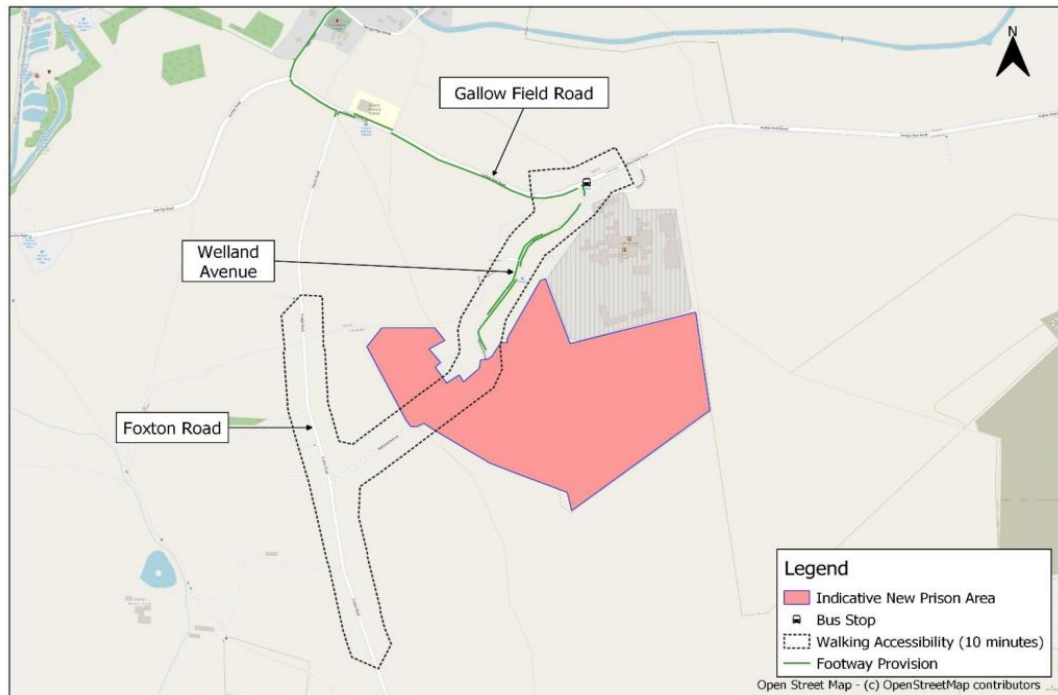 N
Gallow Field Road
Welland
Avenue
Foxton Road
Legend
Indicative New Prison Area
Bus Stop
Walking Accessibility (10 minutes)
Footway Provision
Open Street Map - (c) OpenStreetMap contributors